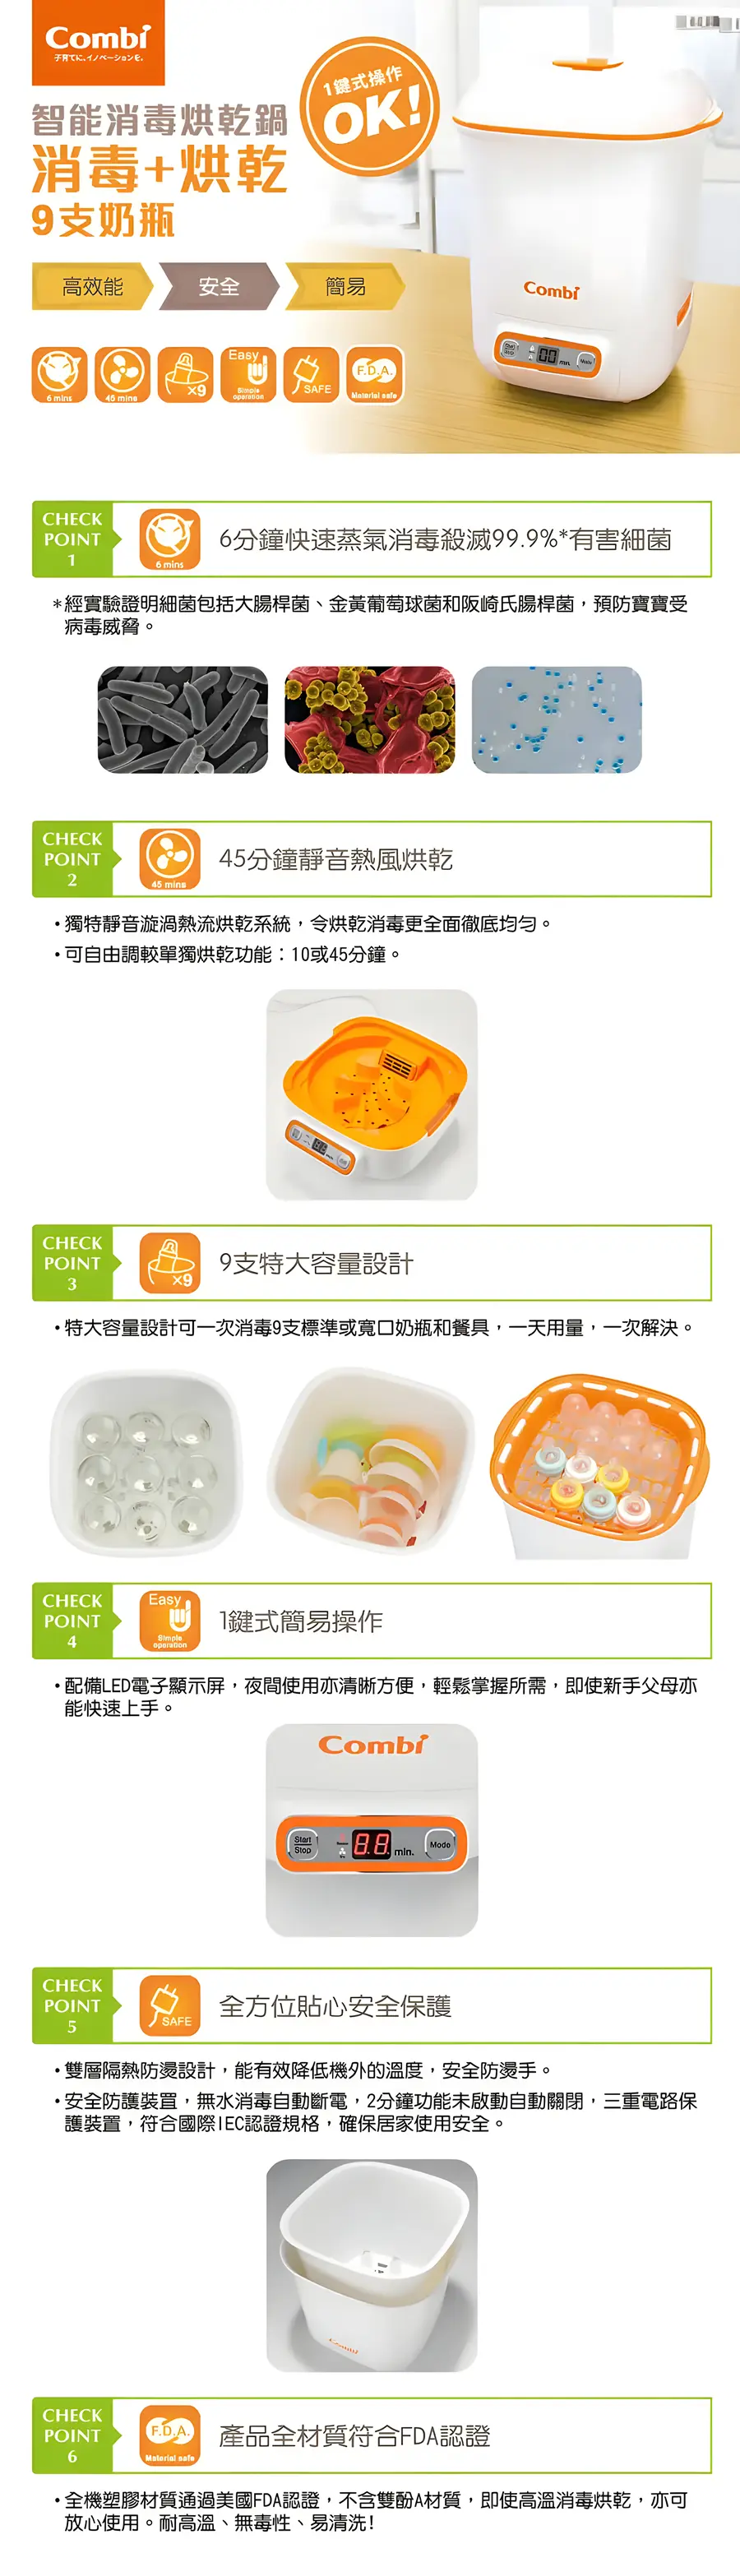 Combi
子育てに、イノベーションを。
1鍵式操作
OK!
智能消毒烘乾鍋
消毒+烘乾
9支奶瓶
高效能
安全
簡易
Combi
Start
Stop
00 min.
Mode
6 mins
45 mins
×9
Easy
Simple
operation
SAFE
F.D.A.
Material safe
CHECK
POINT
1
6 mins
6分鐘快速蒸氣消毒殺滅99.9%*有害細菌
*經實驗證明細菌包括大腸桿菌、金黃葡萄球菌和阪崎氏腸桿菌，預防寶寶受
病毒威脅。
CHECK
POINT
2
45 mins
45分鐘靜音熱風烘乾
・獨特靜音漩渦熱流烘乾系統，令烘乾消毒更全面徹底均勻。
・可自由調較單獨烘乾功能：10或45分鐘。
CHECK
POINT
3
×9
9支特大容量設計
・特大容量設計可一次消毒9支標準或寬口奶瓶和餐具，一天用量，一次解決。
CHECK
POINT
4
Easy
Simple
operation
1鍵式簡易操作
・配備LED電子顯示屏，夜間使用亦清晰方便，輕鬆掌握所需，即使新手父母亦
能快速上手。
Combi
Start
Stop
88 min.
Mode
CHECK
POINT
5
SAFE
全方位貼心安全保護
・雙層隔熱防燙設計，能有效降低機外的溫度，安全防燙手。
・安全防護裝置，無水消毒自動斷電，2分鐘功能未啟動自動關閉，三重電路保
護裝置，符合國際IEC認證規格，確保居家使用安全。
Combi
CHECK
POINT
6
F.D.A.
Material safe
產品全材質符合FDA認證
・全機塑膠材質通過美國FDA認證，不含雙酚A材質，即使高溫消毒烘乾，亦可
放心使用。耐高溫、無毒性、易清洗!